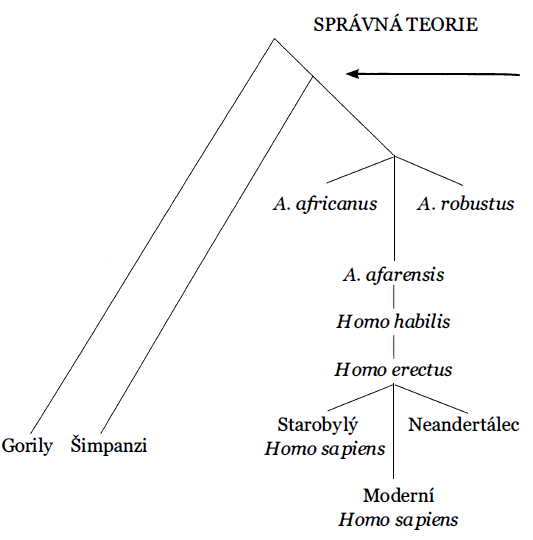 SPRÁVNÁ TEORIE
A. africanus
A. robustus
A. afarensis
Homo habilis
Homo erectus
Starobylý
Homo sapiens
Neandertálec
Gorily
Šimpanzi
Moderní
Homo sapiens